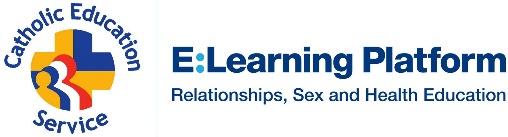 Catholic Education
Service
E:Learning Platform
Relationships, Sex and Health Education